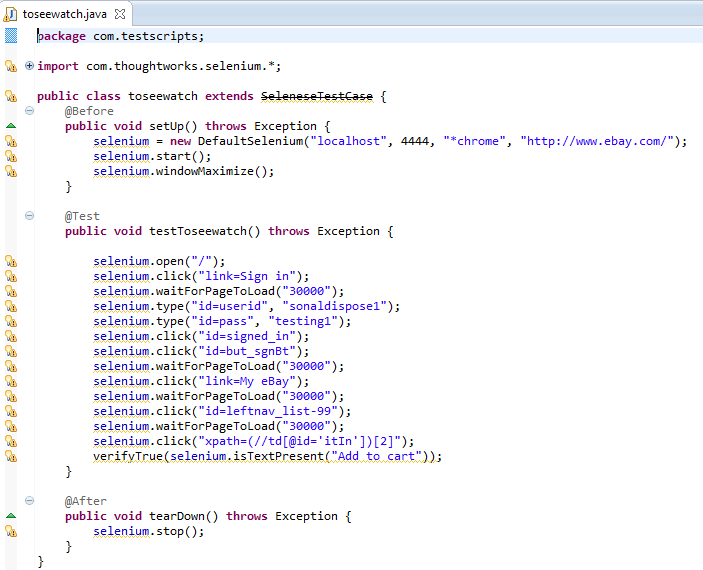 toseewatch.java
package com.testscripts;
import com.thoughtworks.selenium.*;
public class toseewatch extends SeleneseTestCase {
@Before
public void setUp() throws Exception {
selenium = new DefaultSelenium("localhost", 4444, "*chrome", "http://www.ebay.com/");
selenium.start();
selenium.windowMaximize();
}
@Test
public void testToseewatch() throws Exception {
selenium.open("/");
selenium.click("link=Sign in");
selenium.waitForPageToLoad("30000");
selenium.type("id=userid", "sonaldispose1");
selenium.type("id=pass", "testing1");
selenium.click("id=signed_in");
selenium.click("id=but_sgnBt");
selenium.waitForPageToLoad("30000");
selenium.click("link=My eBay");
selenium.waitForPageToLoad("30000");
selenium.click("id=leftnav_list-99");
selenium.waitForPageToLoad("30000");
selenium.click("xpath=(//td[@id='itIn'])[2]");
verifyTrue(selenium.isTextPresent("Add to cart"));
}
@After
public void tearDown() throws Exception {
selenium.stop();
}
}